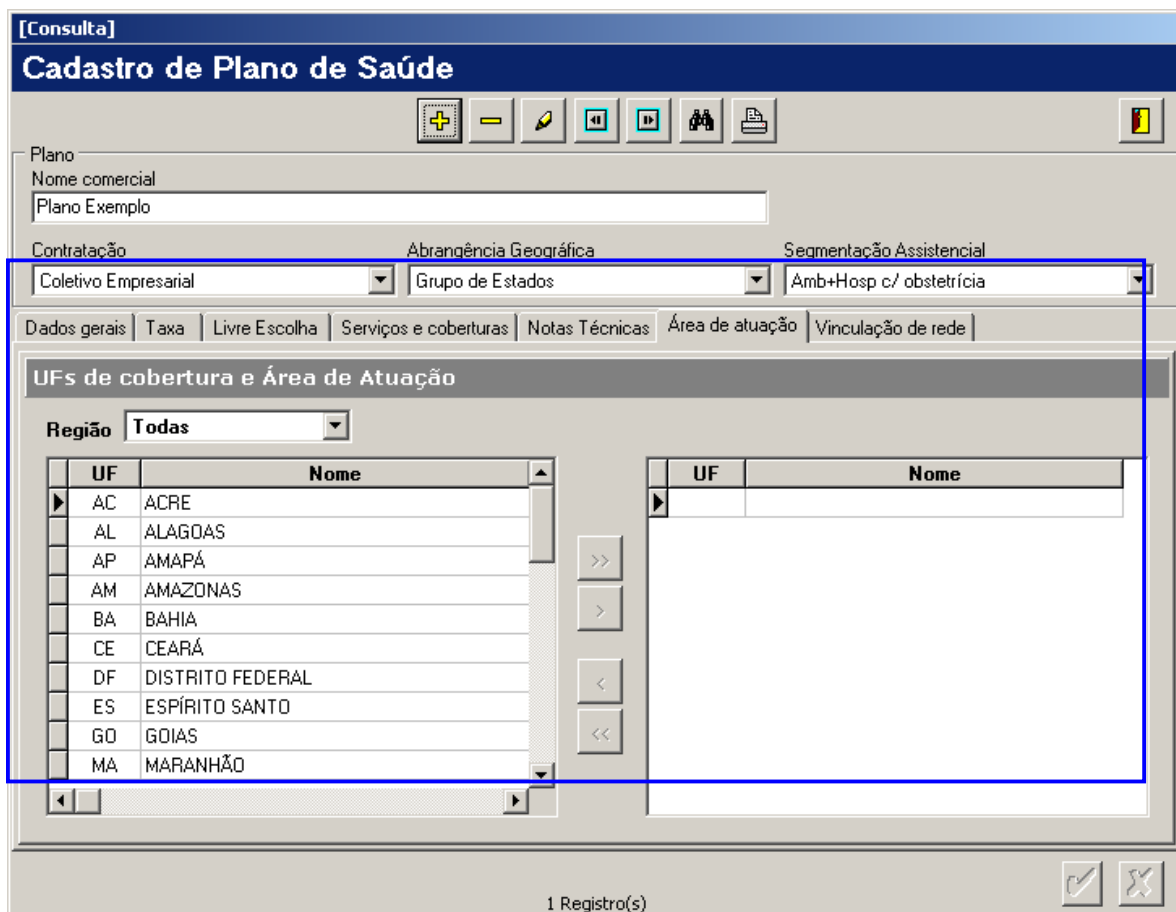 [Consulta]
Cadastro de Plano de Saúde
Plano
Nome comercial
Plano Exemplo
Contratação Abrangência Geográfica Segmentação Assistencial
Coletivo Empresarial Grupo de Estados Amb+Hosp c/ obstetrícia
Dados gerais Taxa Livre Escolha Serviços e coberturas Notas Técnicas Área de atuação Vinculação de rede
UFs de cobertura e Área de Atuação
Região Todas
UF Nome UF Nome
AC ACRE
AL ALAGOAS
AP AMAPÁ
>>
AM AMAZONAS
>
BA BAHIA
CE CEARÁ
DF DISTRITO FEDERAL
<
ES ESPÍRITO SANTO
GO GOIAS
<<
MA MARANHÃO
1 Registro(s)